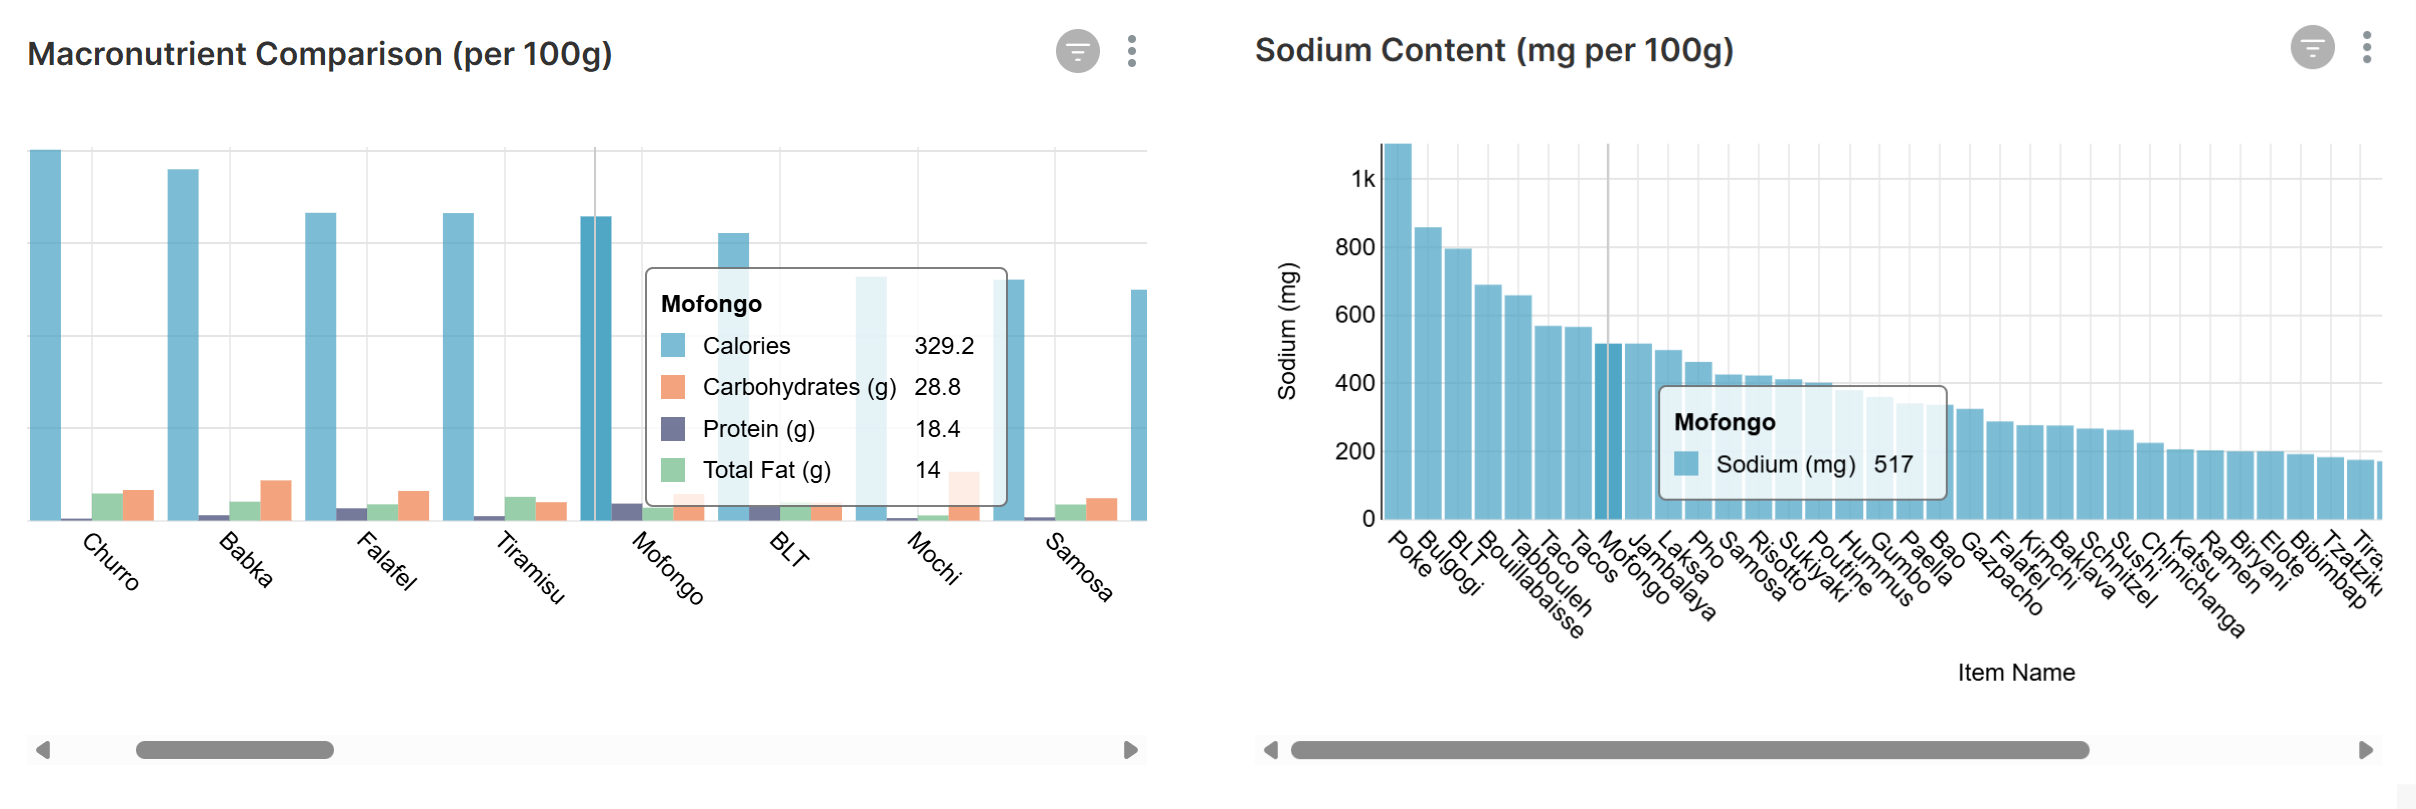 Macronutrient Comparison (per 100g)
Churro
Babka
Falafel
Tiramisu
Mofongo
BLT
Mochi
Samosa
Mofongo
Calories 329.2
Carbohydrates (g) 28.8
Protein (g) 18.4
Total Fat (g) 14
Sodium Content (mg per 100g)
Sodium (mg)
1k
800
600
400
200
0
Mofongo
Sodium (mg) 517
Poke
Bulgogi
BLT
Bouillabaisse
Tabbouleh
Taco
Tacos
Mofongo
Jambalaya
Laksa
Pho
Samosa
Risotto
Sukiyaki
Poutine
Hummus
Gumbo
Paella
Bao
Gazpacho
Falafel
Kimchi
Baklava
Schnitzel
Sushi
Chimichanga
Katsu
Ramen
Biryani
Elote
Bibimbap
Tzatziki
Tira
Item Name